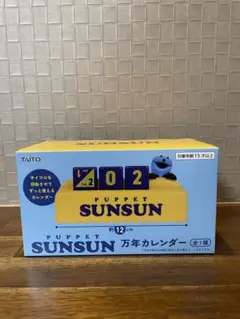 TAITO
対象年齢15才以上
サイコロを
回転させて
ずっと使える
カレンダー
1/2
0
2
PUPPET
SUNSUN
約12cm
PUPPET
SUNSUN 万年カレンダー 全1種